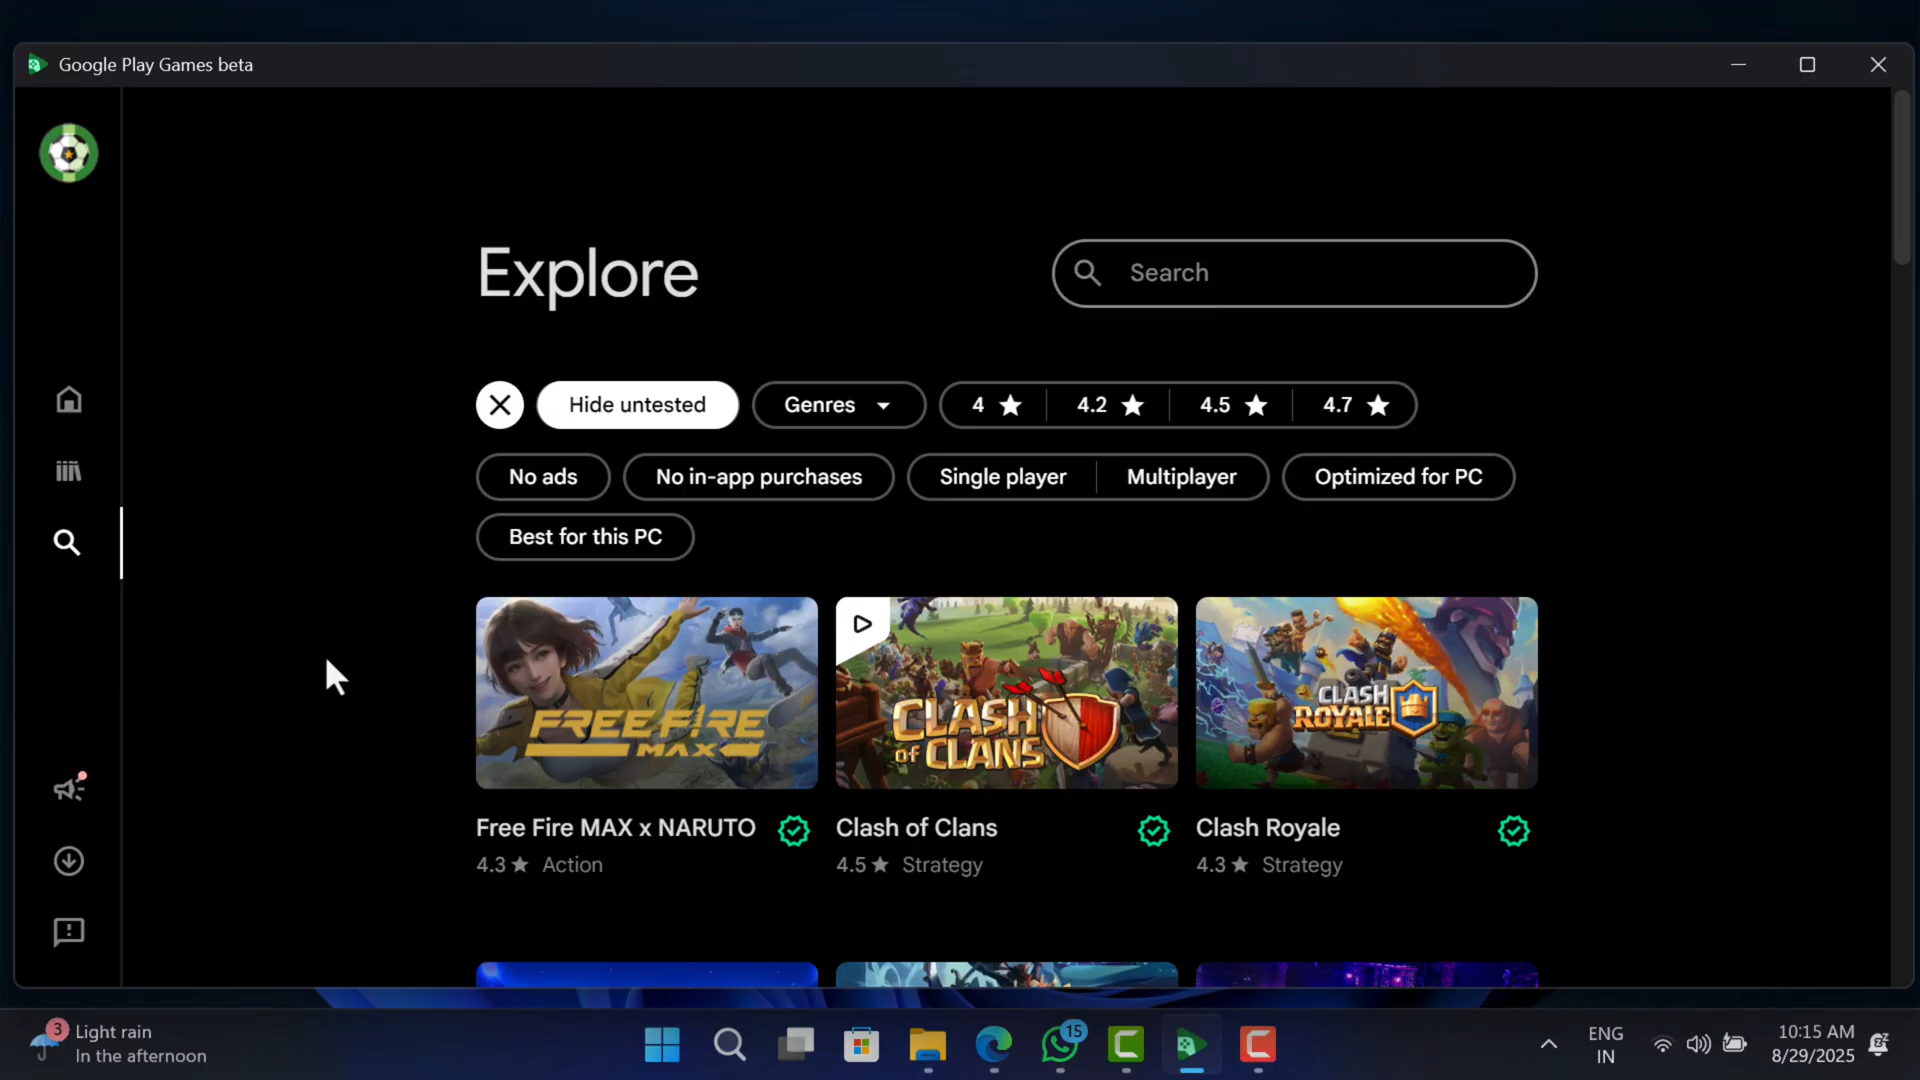 Google Play Games beta
Explore
Search
Hide untested
Genres
4
4.2
4.5
4.7
No ads
No in-app purchases
Single player
Multiplayer
Optimized for PC
Best for this PC
FREE FIRE
MAX
CLASH
OF CLANS
CLASH
ROYALE
Free Fire MAX x NARUTO
Clash of Clans
Clash Royale
4.3★ Action
4.5★ Strategy
4.3★ Strategy
3
Light rain
In the afternoon
15
ENG
IN
10:15 AM
8/29/2025